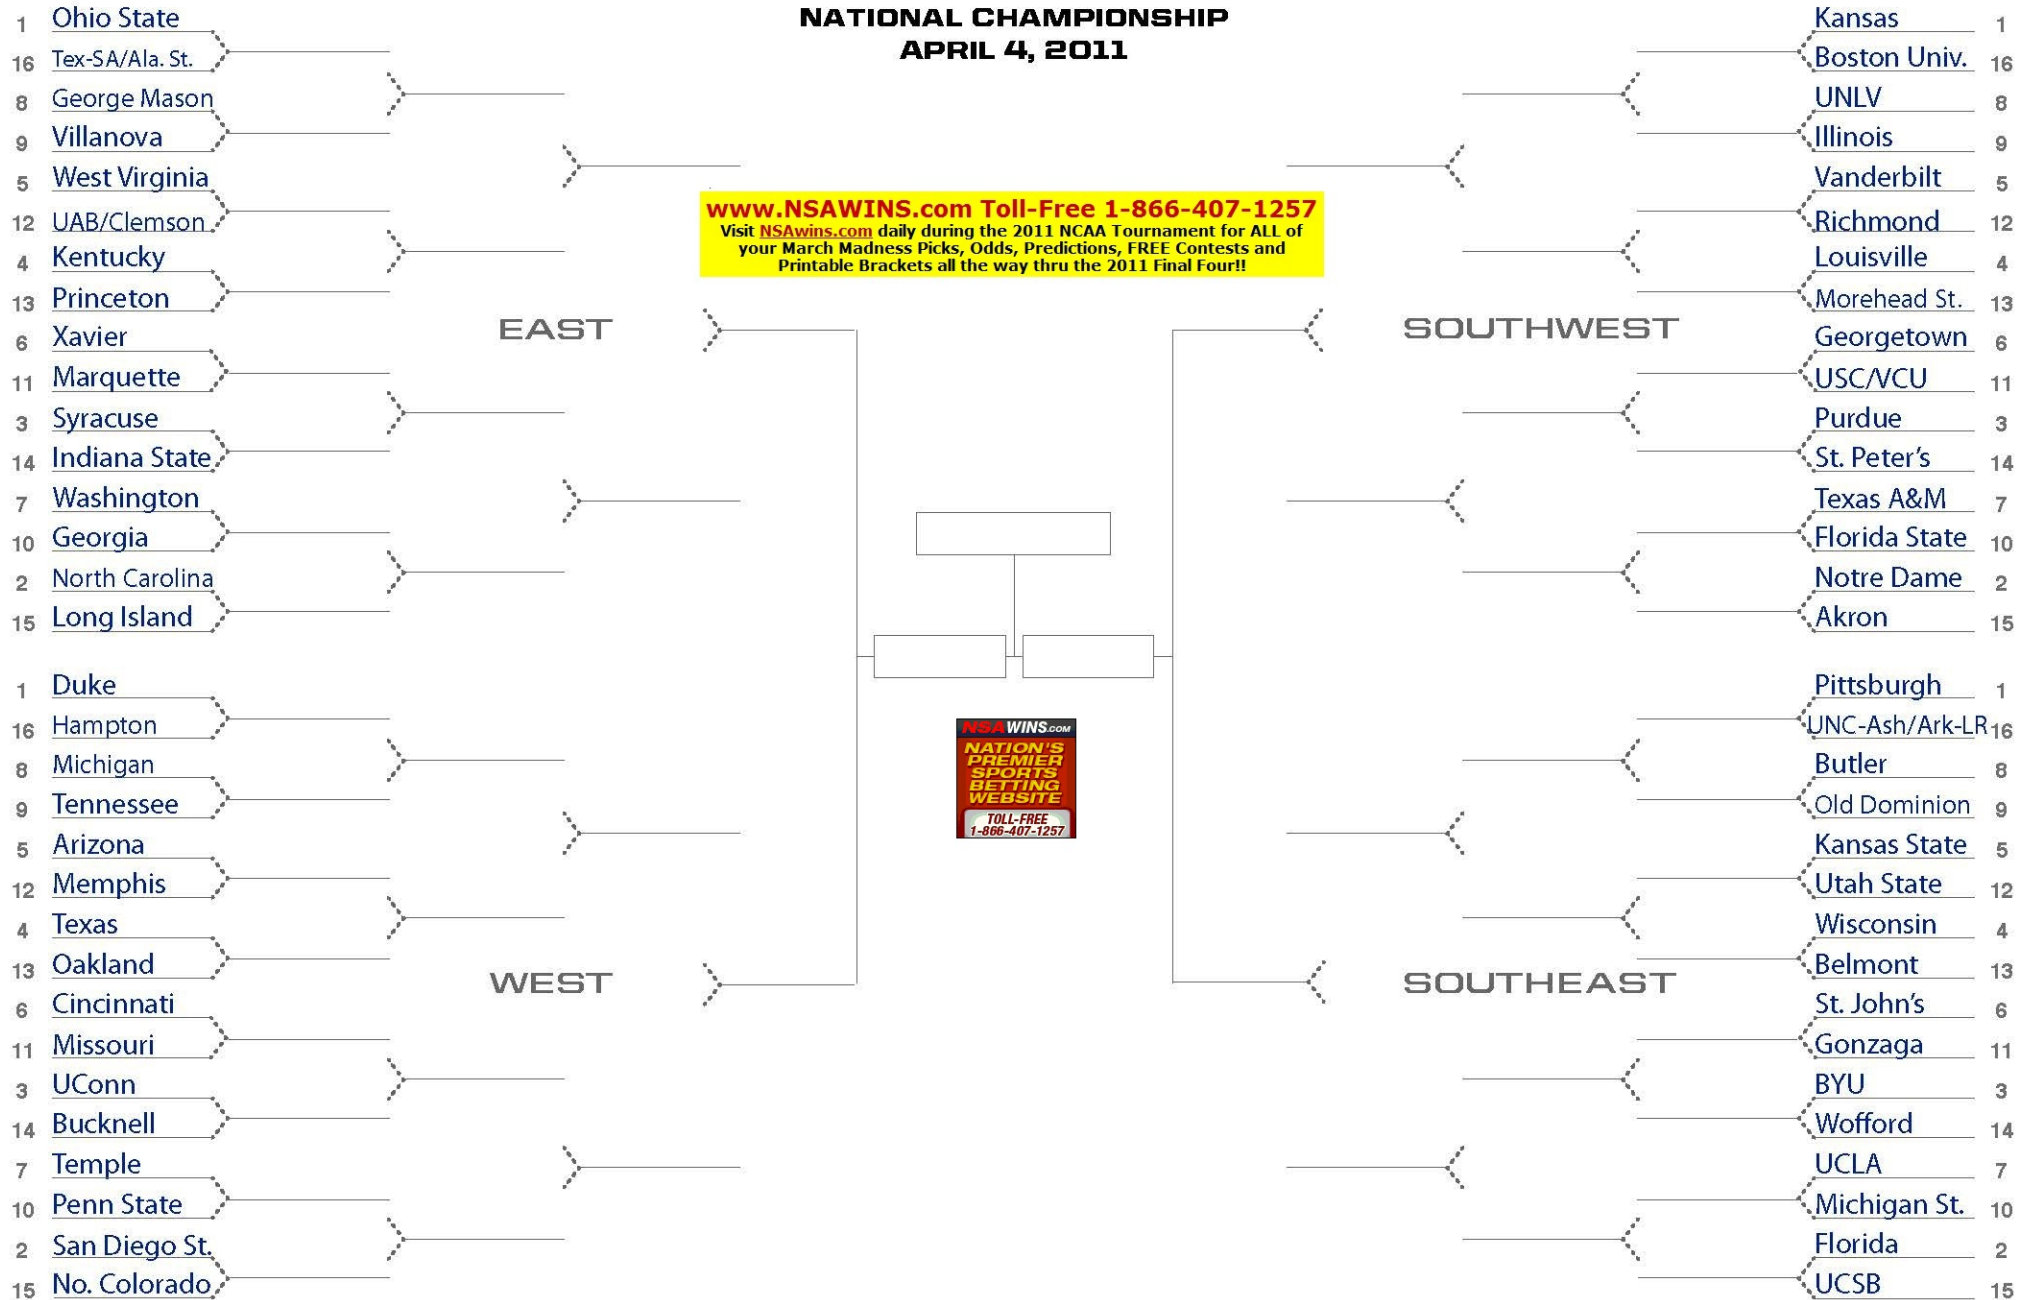 NATIONAL CHAMPIONSHIP
APRIL 4, 2011
1 Ohio State
16 Tex-SA/Ala. St.
8 George Mason
9 Villanova
5 West Virginia
12 UAB/Clemson
4 Kentucky
13 Princeton
6 Xavier
11 Marquette
3 Syracuse
14 Indiana State
7 Washington
10 Georgia
2 North Carolina
15 Long Island
EAST
1 Duke
16 Hampton
8 Michigan
9 Tennessee
5 Arizona
12 Memphis
4 Texas
13 Oakland
6 Cincinnati
11 Missouri
3 UConn
14 Bucknell
7 Temple
10 Penn State
2 San Diego St.
15 No. Colorado
WEST
www.NSAWINS.com Toll-Free 1-866-407-1257
Visit NSAwins.com daily during the 2011 NCAA Tournament for ALL of
your March Madness Picks, Odds, Predictions, FREE Contests and
Printable Brackets all the way thru the 2011 Final Four!!
NSAWINS.COM
NATION'S
PREMIER
SPORTS
BETTING
WEBSITE
TOLL-FREE
1-866-407-1257
Kansas 1
Boston Univ. 16
UNLV 8
Illinois 9
Vanderbilt 5
Richmond 12
Louisville 4
Morehead St. 13
Georgetown 6
USC/VCU 11
Purdue 3
St. Peter's 14
Texas A&M 7
Florida State 10
Notre Dame 2
Akron 15
SOUTHWEST
Pittsburgh 1
UNC-Ash/Ark-LR 16
Butler 8
Old Dominion 9
Kansas State 5
Utah State 12
Wisconsin 4
Belmont 13
St. John's 6
Gonzaga 11
BYU 3
Wofford 14
UCLA 7
Michigan St. 10
Florida 2
UCSB 15
SOUTHEAST